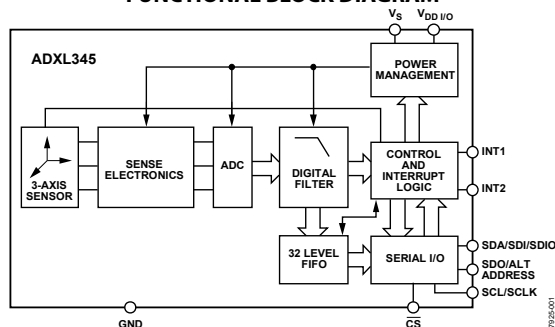 FUNCTIONAL BLOCK DIAGRAM
VS VDD I/O
ADXL345
POWER
MANAGEMENT
3-AXIS
SENSOR
SENSE
ELECTRONICS
ADC
DIGITAL
FILTER
CONTROL
AND
INTERRUPT
LOGIC
INT1
INT2
32 LEVEL
FIFO
SERIAL I/O
SDA/SDI/SDIO
SDO/ALT
ADDRESS
SCL/SCLK
GND
CS
7925-001